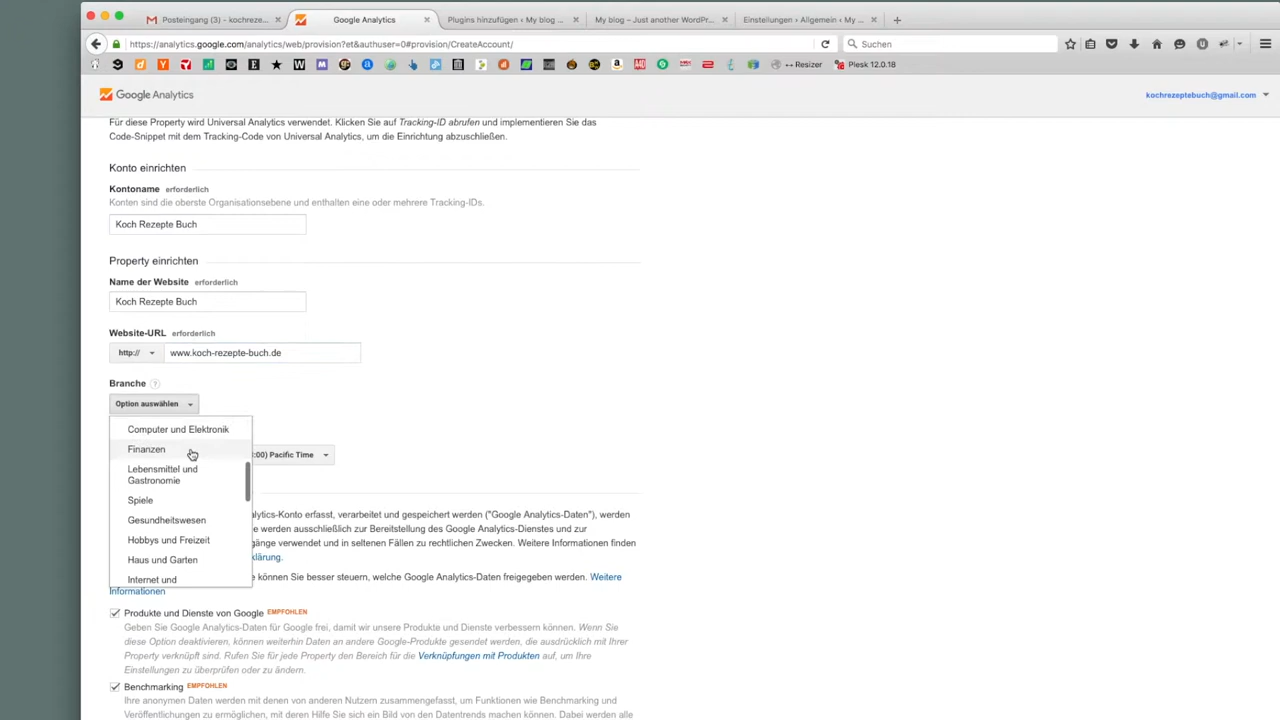 Posteingang (3) - kochreze...
Google Analytics
Plugins hinzufügen ‹ My blog ...
My blog – Just another WordPr...
Einstellungen › Allgemein ‹ My ...
https://analytics.google.com/analytics/web/provision?et&authuser=0#provision/CreateAccount/
Suchen
↔ Resizer
Plesk 12.0.18
Google Analytics
kochrezeptebuch@gmail.com
Für diese Property wird Universal Analytics verwendet. Klicken Sie auf Tracking-ID abrufen und implementieren Sie das
Code-Snippet mit dem Tracking-Code von Universal Analytics, um die Einrichtung abzuschließen.
Konto einrichten
Kontoname erforderlich
Konten sind die oberste Organisationsebene und enthalten eine oder mehrere Tracking-IDs.
Koch Rezepte Buch
Property einrichten
Name der Website erforderlich
Koch Rezepte Buch
Website-URL erforderlich
http:// www.koch-rezepte-buch.de
Branche ?
Option auswählen
Computer und Elektronik
Finanzen
:00) Pacific Time
Lebensmittel und
Gastronomie
Spiele
Gesundheitswesen
Hobbys und Freizeit
Haus und Garten
Internet und
lytics-Konto erfasst, verarbeitet und gespeichert werden ("Google Analytics-Daten"), werden
e werden ausschließlich zur Bereitstellung des Google Analytics-Dienstes und zur
gänge verwendet und in seltenen Fällen zu rechtlichen Zwecken. Weitere Informationen finden
klärung.
e können Sie besser steuern, welche Google Analytics-Daten freigegeben werden. Weitere
Informationen
Produkte und Dienste von Google EMPFOHLEN
Geben Sie Google Analytics-Daten für Google frei, damit wir unsere Produkte und Dienste verbessern können. Wenn Sie
diese Option deaktivieren, können weiterhin Daten an andere Google-Produkte gesendet werden, die ausdrücklich mit Ihrer
Property verknüpft sind. Rufen Sie für jede Property den Bereich für die Verknüpfungen mit Produkten auf, um Ihre
Einstellungen zu überprüfen oder zu ändern.
Benchmarking EMPFOHLEN
Ihre anonymen Daten werden mit denen von anderen Nutzern zusammengefasst, um Funktionen wie Benchmarking und
Veröffentlichungen zu ermöglichen, mit deren Hilfe Sie sich ein Bild von den Datentrends machen können. Dabei werden alle